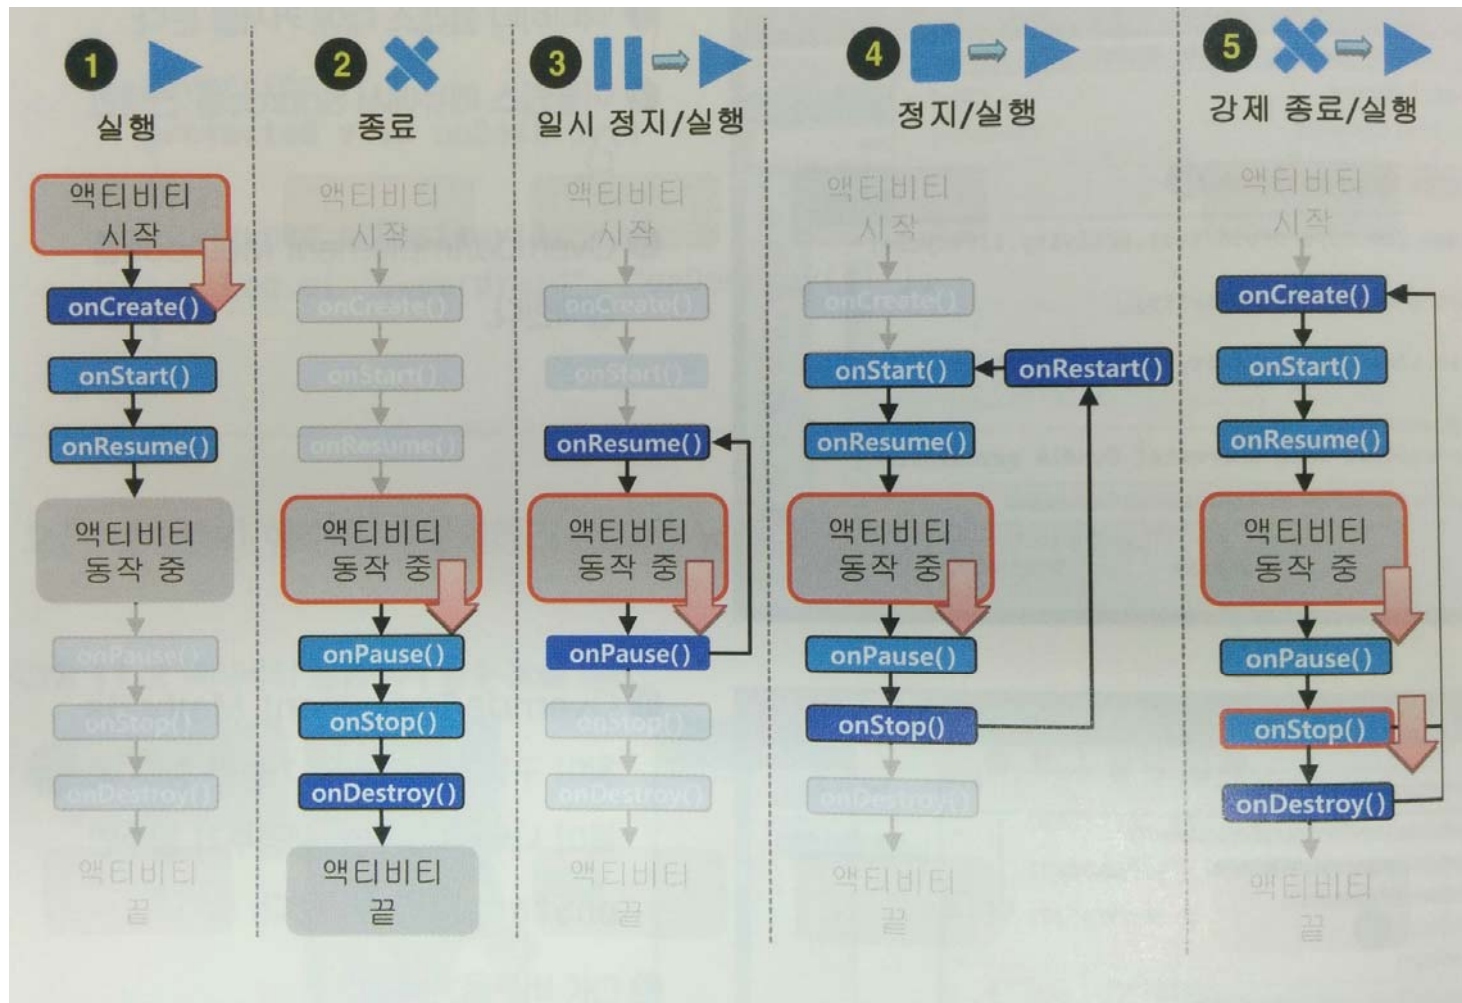 1
실행
액티비티
시작
onCreate()
onStart()
onResume()
액티비티
동작 중
onPause()
onStop()
onDestroy()
액티비티
끝
2
종료
액티비티
시작
onCreate()
onStart()
onResume()
액티비티
동작 중
onPause()
onStop()
onDestroy()
액티비티
끝
3
일시 정지/실행
액티비티
시작
onCreate()
onStart()
onResume()
액티비티
동작 중
onPause()
onStop()
onDestroy()
액티비티
끝
4
정지/실행
액티비티
시작
onCreate()
onStart()
onRestart()
onResume()
액티비티
동작 중
onPause()
onStop()
onDestroy()
액티비티
끝
5
강제 종료/실행
액티비티
시작
onCreate()
onStart()
onResume()
액티비티
동작 중
onPause()
onStop()
onDestroy()
액티비티
끝